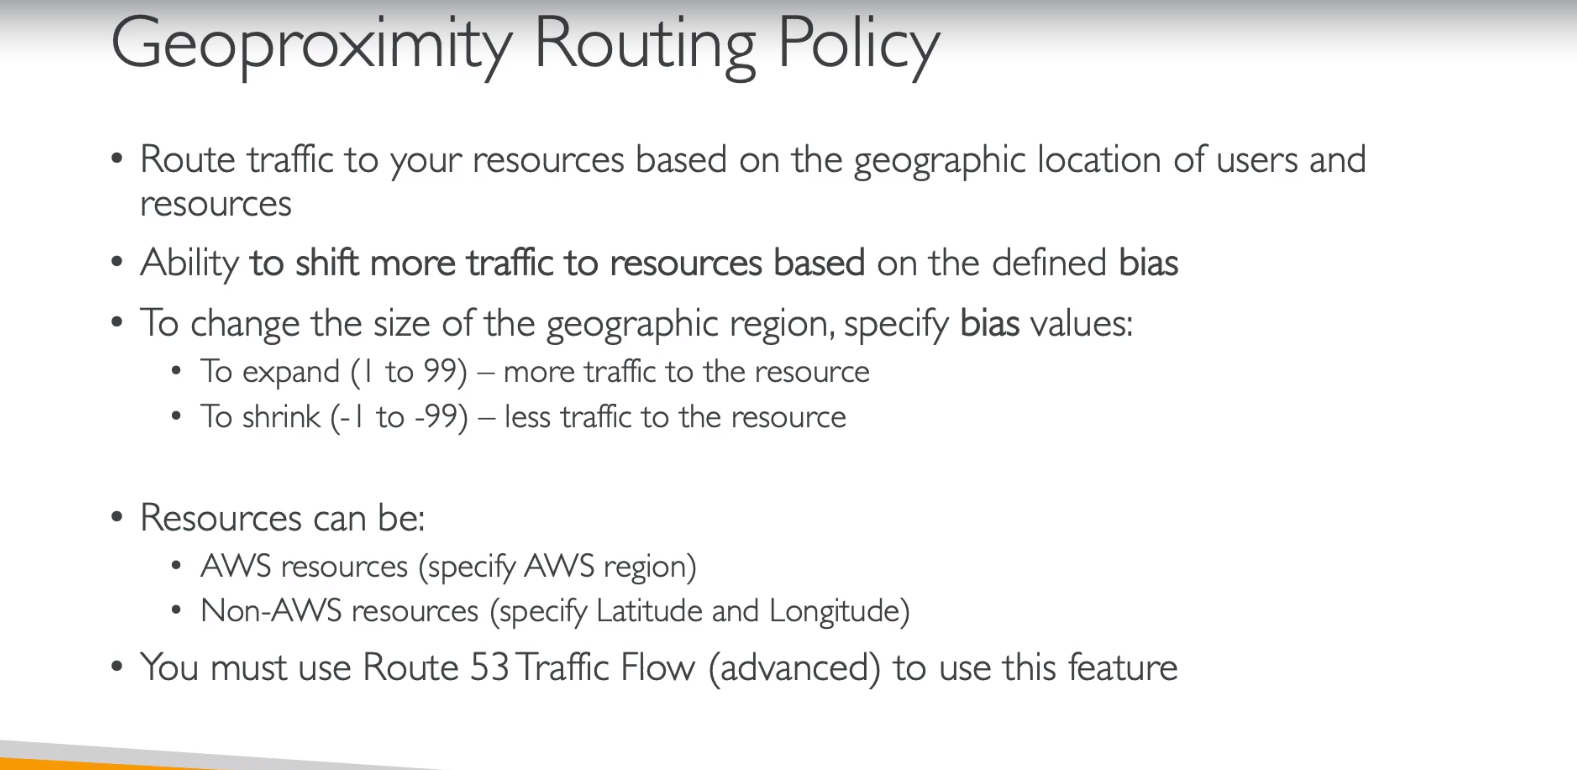 Geoproximity Routing Policy
• Route traffic to your resources based on the geographic location of users and
resources
• Ability to shift more traffic to resources based on the defined bias
• To change the size of the geographic region, specify bias values:
• To expand (1 to 99) – more traffic to the resource
• To shrink (-1 to -99) – less traffic to the resource
• Resources can be:
• AWS resources (specify AWS region)
• Non-AWS resources (specify Latitude and Longitude)
• You must use Route 53 Traffic Flow (advanced) to use this feature